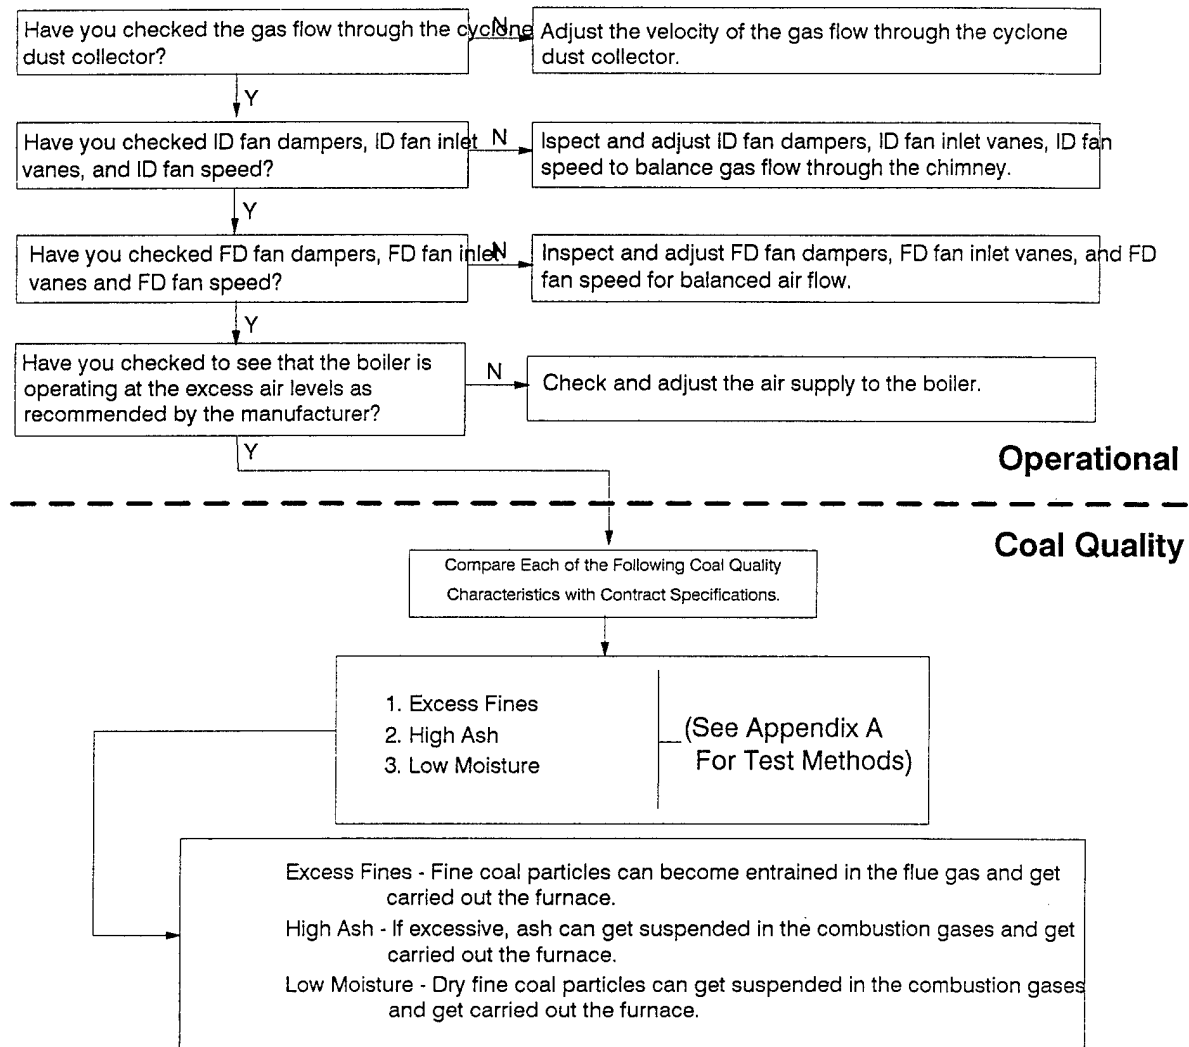 Have you checked the gas flow through the cyclone
dust collector?
N
Adjust the velocity of the gas flow through the cyclone
dust collector.
Y
Have you checked ID fan dampers, ID fan inlet
vanes, and ID fan speed?
N
Ispect and adjust ID fan dampers, ID fan inlet vanes, ID fan
speed to balance gas flow through the chimney.
Y
Have you checked FD fan dampers, FD fan inlet
vanes and FD fan speed?
N
Inspect and adjust FD fan dampers, FD fan inlet vanes, and FD
fan speed for balanced air flow.
Y
Have you checked to see that the boiler is
operating at the excess air levels as
recommended by the manufacturer?
N
Check and adjust the air supply to the boiler.
Y
Operational
Coal Quality
Compare Each of the Following Coal Quality
Characteristics with Contract Specifications.
1. Excess Fines
2. High Ash
3. Low Moisture
(See Appendix A
For Test Methods)
Excess Fines - Fine coal particles can become entrained in the flue gas and get
carried out the furnace.
High Ash - If excessive, ash can get suspended in the combustion gases and get
carried out the furnace.
Low Moisture - Dry fine coal particles can get suspended in the combustion gases
and get carried out the furnace.